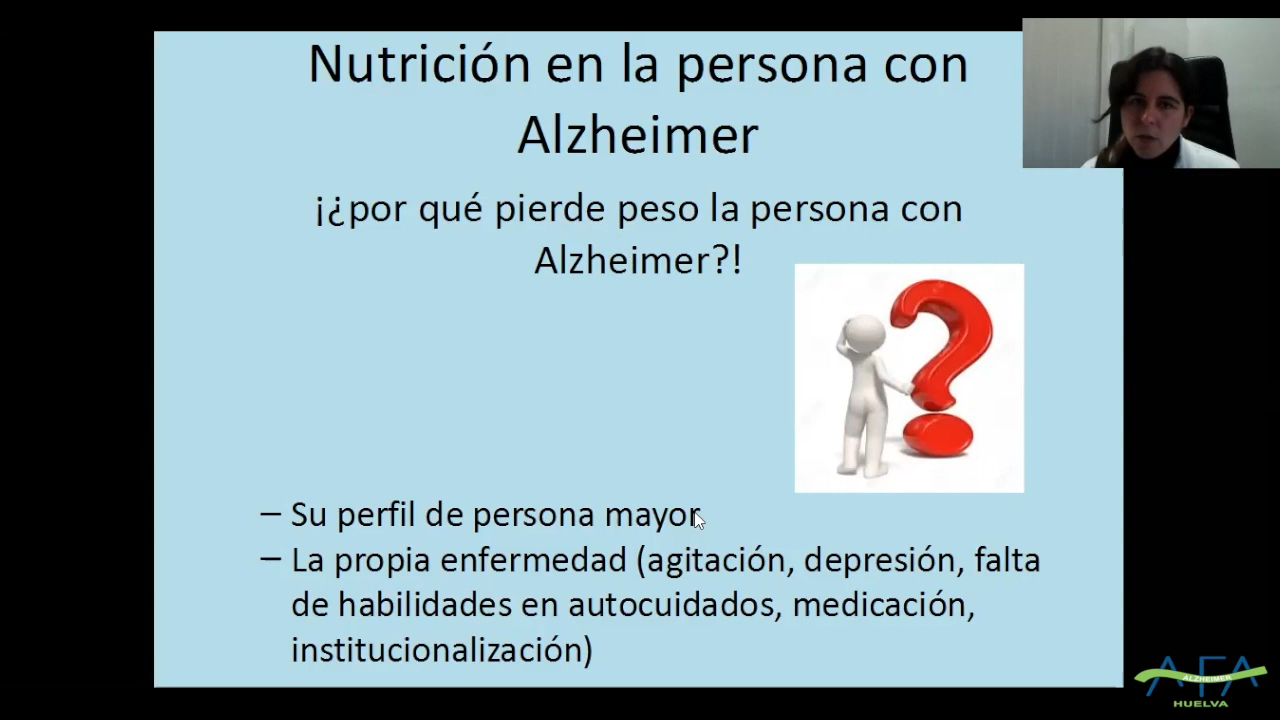 Nutrición en la persona con
Alzheimer
¡¿por qué pierde peso la persona con
Alzheimer?!
– Su perfil de persona mayor
– La propia enfermedad (agitación, depresión, falta
de habilidades en autocuidados, medicación,
institucionalización)
AFA
ALZHEIMER
HUELVA